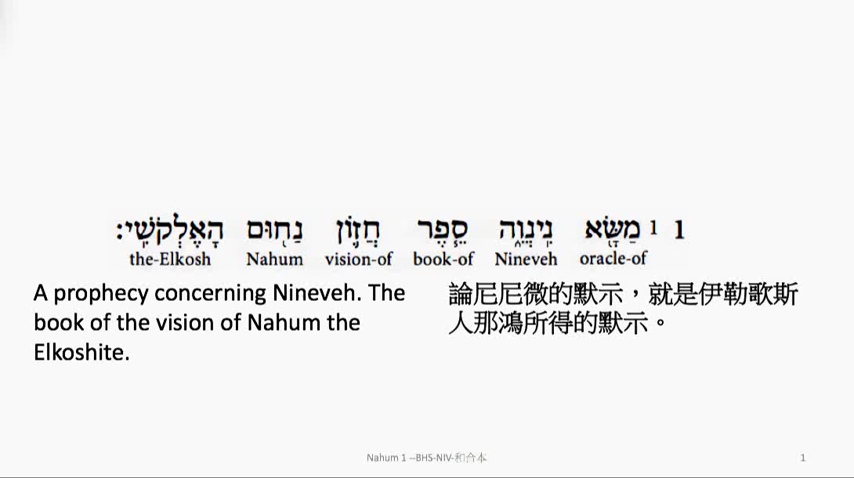 1 1 מַשָּׂ֖א נִֽינְוֵ֑ה סֵ֧פֶר חֲז֛וֹן נַח֖וּם הָאֶלְקֹשִֽׁי׃
the-Elkosh Nahum vision-of book-of Nineveh oracle-of
A prophecy concerning Nineveh. The
book of the vision of Nahum the
Elkoshite.
論尼尼微的默示，就是伊勒歌斯
人那鴻所得的默示。
Nahum 1 --BHS-NIV-和合本
1